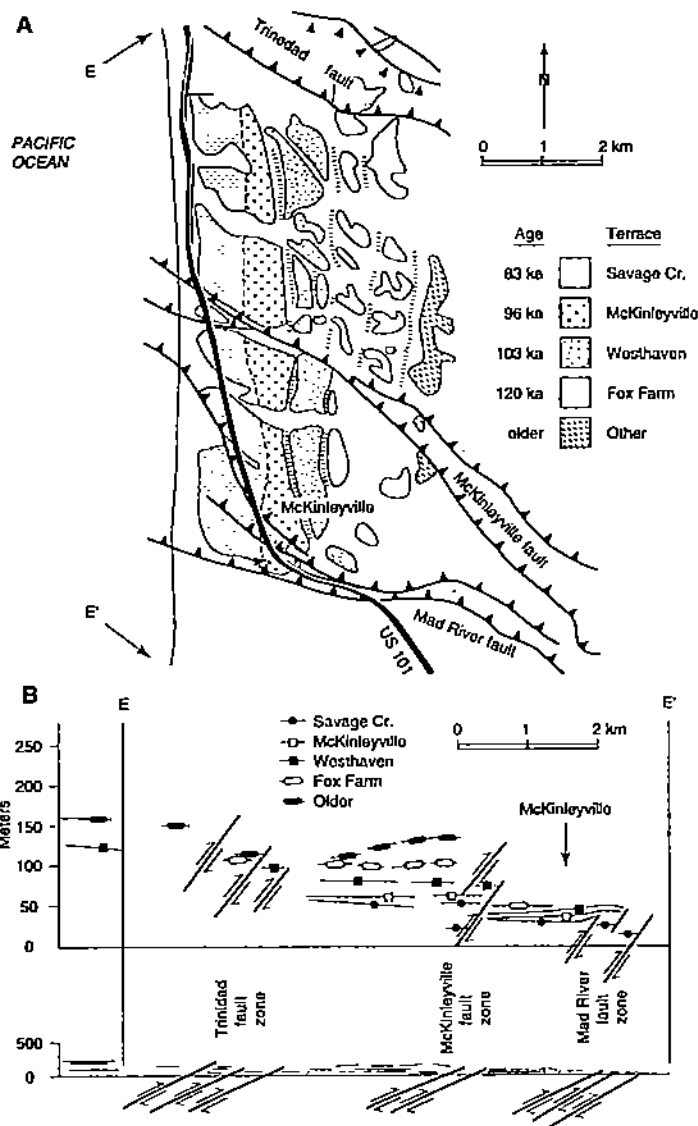 A
E
Trinidad
fault
PACIFIC
OCEAN
N
0 1 2 km
Age Terrace
83 ka Savage Cr.
96 ka McKinleyville
103 ka Westhaven
120 ka Fox Farm
older Other
McKinleyville
McKinleyville fault
Mad River fault
US 101
E'
B
E
E'
Savage Cr.
McKinleyville
Westhaven
Fox Farm
Older
0 1 2 km
McKinleyville
Meters
250
200
150
100
50
0
Trinidad
fault
zone
McKinleyville
fault
zone
Mad River
fault
zone
500
0